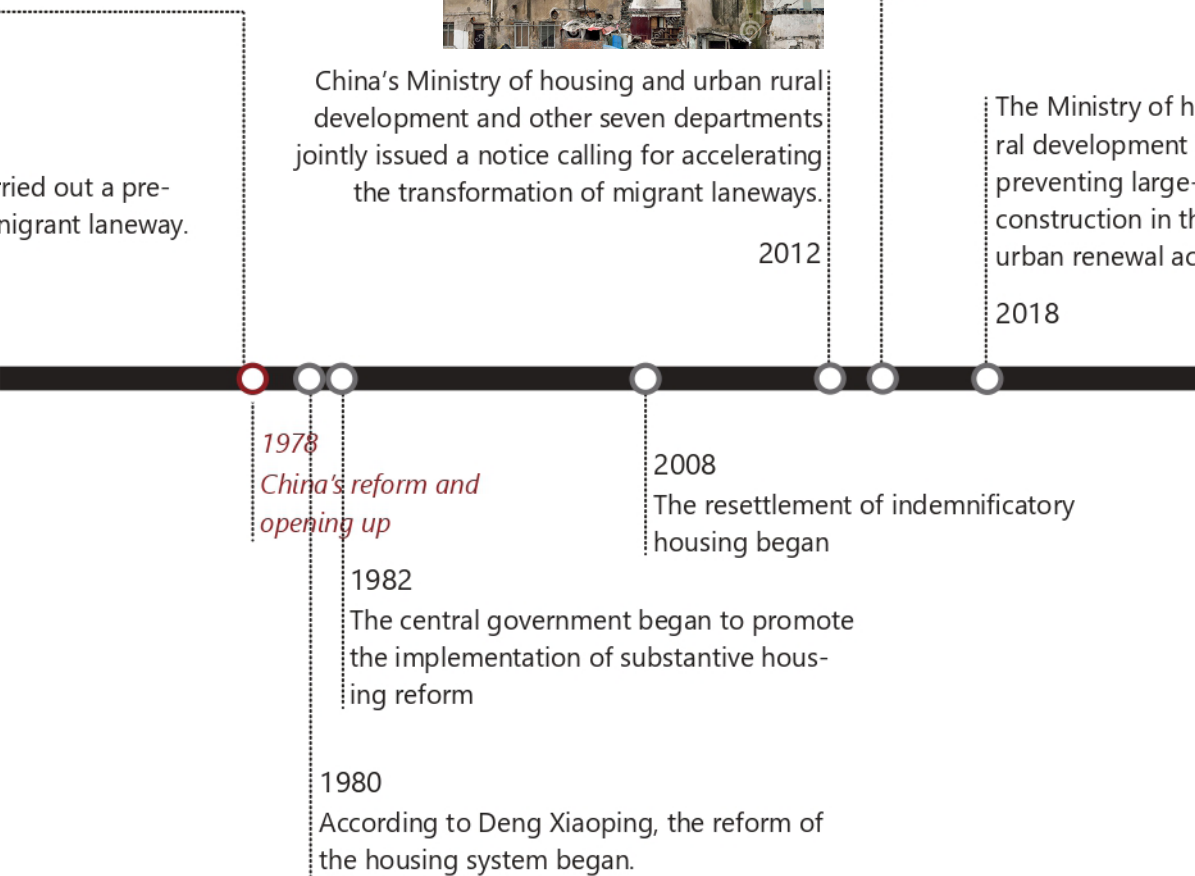 China's Ministry of housing and urban rural
development and other seven departments
jointly issued a notice calling for accelerating
the transformation of migrant laneways.
2012
out a pre-
laneway.
The Ministry of
ral development
preventing large-
construction in
urban renewal
2018
1978
China's reform and
opening up
2008
The resettlement of indemnificatory
housing began
1982
The central government began to promote
the implementation of substantive hous-
ing reform
1980
According to Deng Xiaoping, the reform of
the housing system began.